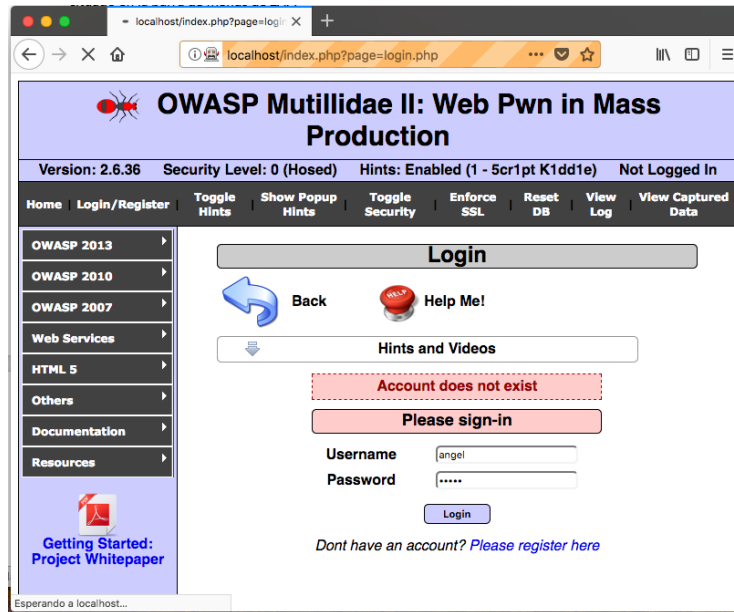 localhost/index.php?page=login
localhost/index.php?page=login.php
OWASP Mutillidae II: Web Pwn in Mass
Production
Version: 2.6.36 Security Level: 0 (Hosed) Hints: Enabled (1 - 5cr1pt K1dd1e) Not Logged In
Home Login/Register Toggle Hints Show Popup Hints Toggle Security Enforce SSL Reset DB View Log View Captured Data
OWASP 2013
OWASP 2010
OWASP 2007
Web Services
HTML 5
Others
Documentation
Resources
Getting Started:
Project Whitepaper
Login
Back
HELP
Help Me!
Hints and Videos
Account does not exist
Please sign-in
Username angel
Password •••••
Login
Dont have an account? Please register here
Esperando a localhost...